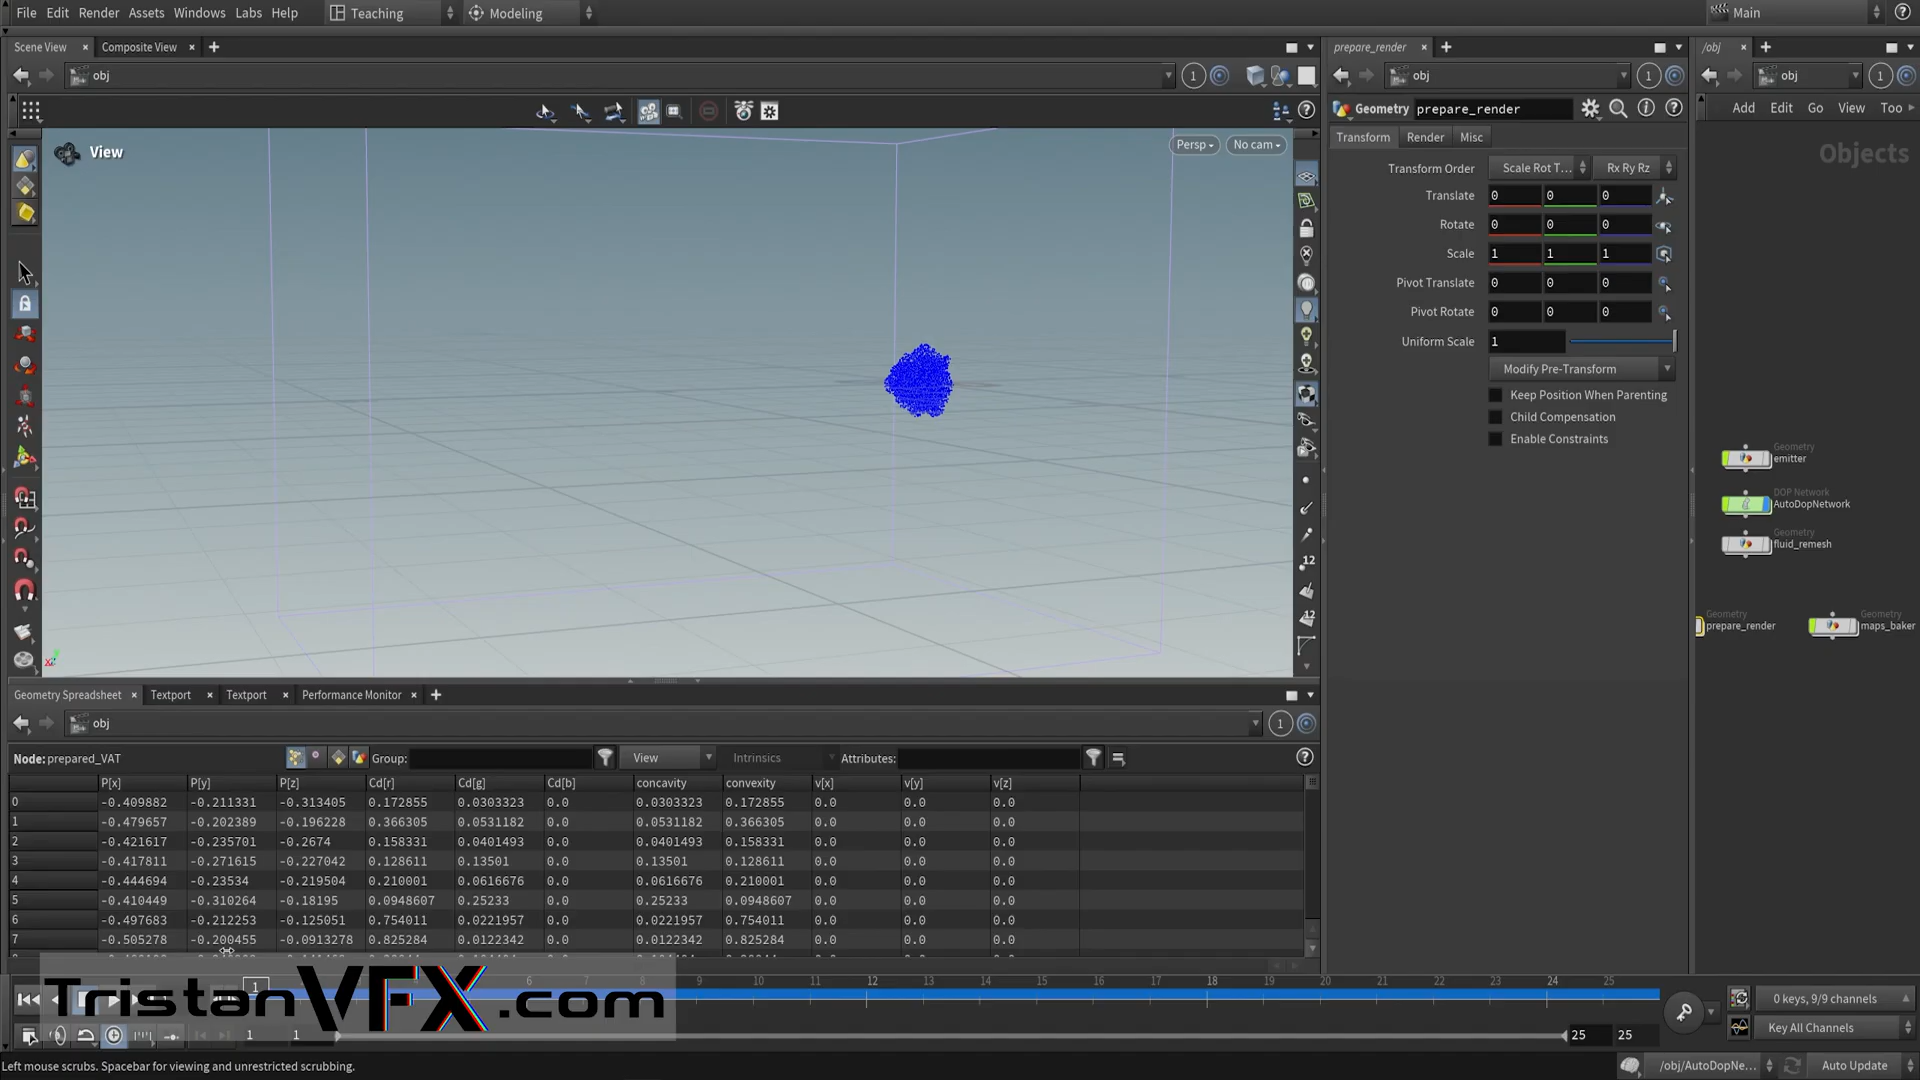 File Edit Render Assets Windows Labs Help Teaching Modeling Main
Scene View Composite View prepare_render /obj
obj 1 obj 1 obj 1
Geometry prepare_render Add Edit Go View Too
View Persp No cam Transform Render Misc
Objects
Transform Order Scale Rot T... Rx Ry Rz
Translate 0 0 0
Rotate 0 0 0
Scale 1 1 1
Pivot Translate 0 0 0
Pivot Rotate 0 0 0
Uniform Scale 1
Modify Pre-Transform
Keep Position When Parenting
Child Compensation
Enable Constraints
Geometry
emitter
DOP Network
AutoDopNetwork
Geometry
fluid_remesh
Geometry Geometry
prepare_render maps_baker
12
12
Geometry Spreadsheet Textport Textport Performance Monitor
obj 1
Node: prepared_VAT Group: View Intrinsics Attributes:
P[x] P[y] P[z] Cd[r] Cd[g] Cd[b] concavity convexity v[x] v[y] v[z]
0 -0.409882 -0.211331 -0.313405 0.172855 0.0303323 0.0 0.0303323 0.172855 0.0 0.0 0.0
1 -0.479657 -0.202389 -0.196228 0.366305 0.0531182 0.0 0.0531182 0.366305 0.0 0.0 0.0
2 -0.421617 -0.235701 -0.2674 0.158331 0.0401493 0.0 0.0401493 0.158331 0.0 0.0 0.0
3 -0.417811 -0.271615 -0.227042 0.128611 0.13501 0.0 0.13501 0.128611 0.0 0.0 0.0
4 -0.444694 -0.23534 -0.219504 0.210001 0.0616676 0.0 0.0616676 0.210001 0.0 0.0 0.0
5 -0.410449 -0.310264 -0.18195 0.0948607 0.25233 0.0 0.25233 0.0948607 0.0 0.0 0.0
6 -0.497683 -0.212253 -0.125051 0.754011 0.0221957 0.0 0.0221957 0.754011 0.0 0.0 0.0
7 -0.505278 -0.200455 -0.0913278 0.825284 0.0122342 0.0 0.0122342 0.825284 0.0 0.0 0.0
TristanVFX.com
1 6 9 10 11 12 13 14 15 16 17 18 19 20 21 22 23 24 25
0 keys, 9/9 channels
1 1 25 25 Key All Channels
Left mouse scrubs. Spacebar for viewing and unrestricted scrubbing. /obj/AutoDopNe... Auto Update